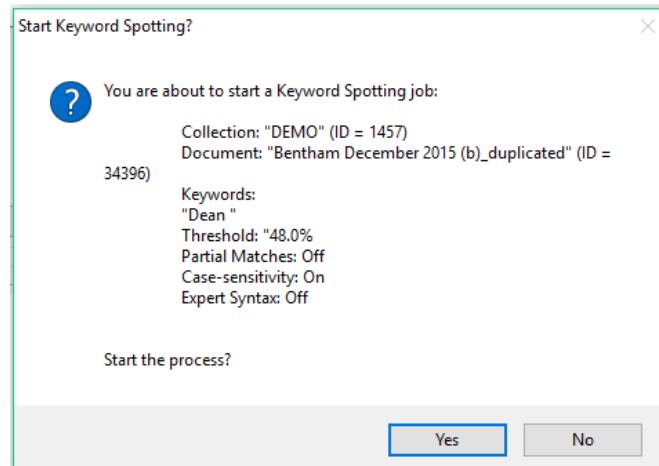 Start Keyword Spotting?
You are about to start a Keyword Spotting job:
Collection: "DEMO" (ID = 1457)
Document: "Bentham December 2015 (b)_duplicated" (ID =
34396)
Keywords:
"Dean "
Threshold: "48.0%
Partial Matches: Off
Case-sensitivity: On
Expert Syntax: Off
Start the process?
Yes
No